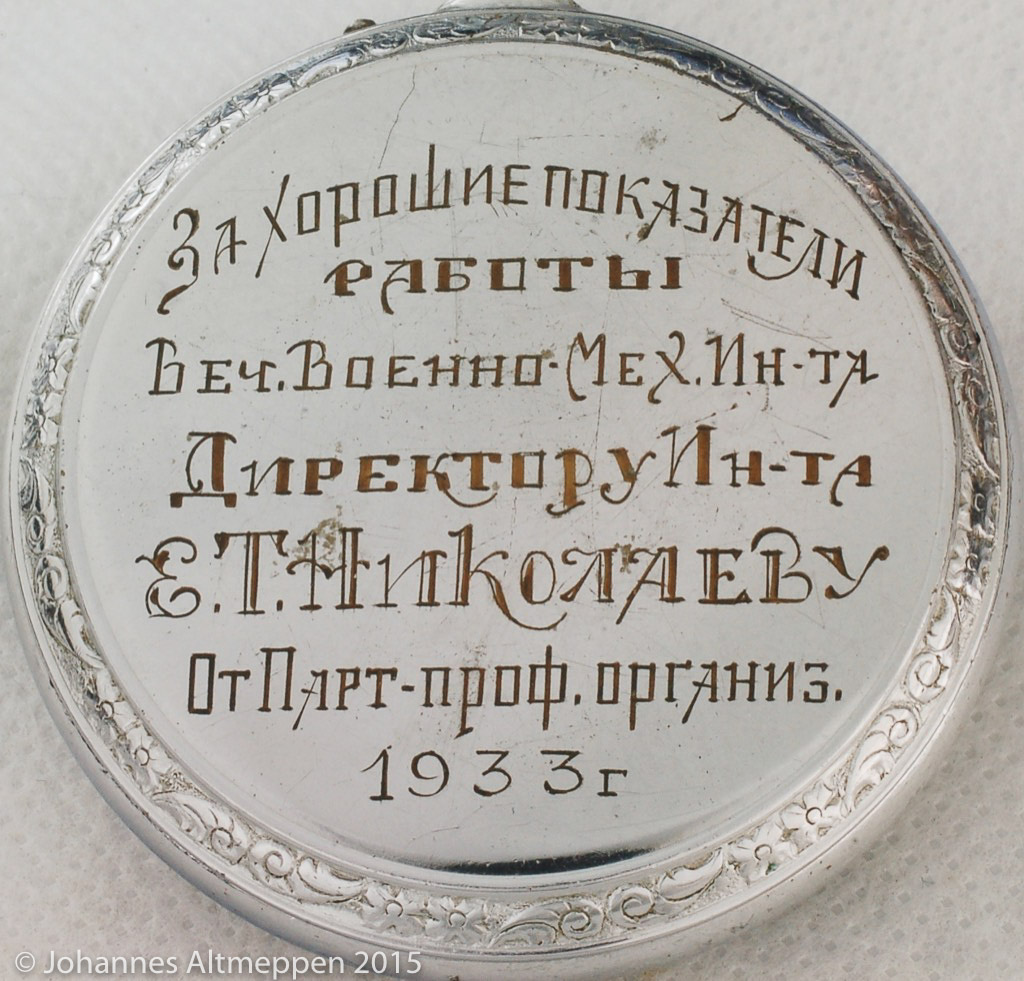 За хорошие показатели
работы
Веч. Военно-Мех. Ин-та
Директору Ин-та
Е.Т. Николаеву
От Парт-проф. организ.
1933г
© Johannes Altmeppen 2015